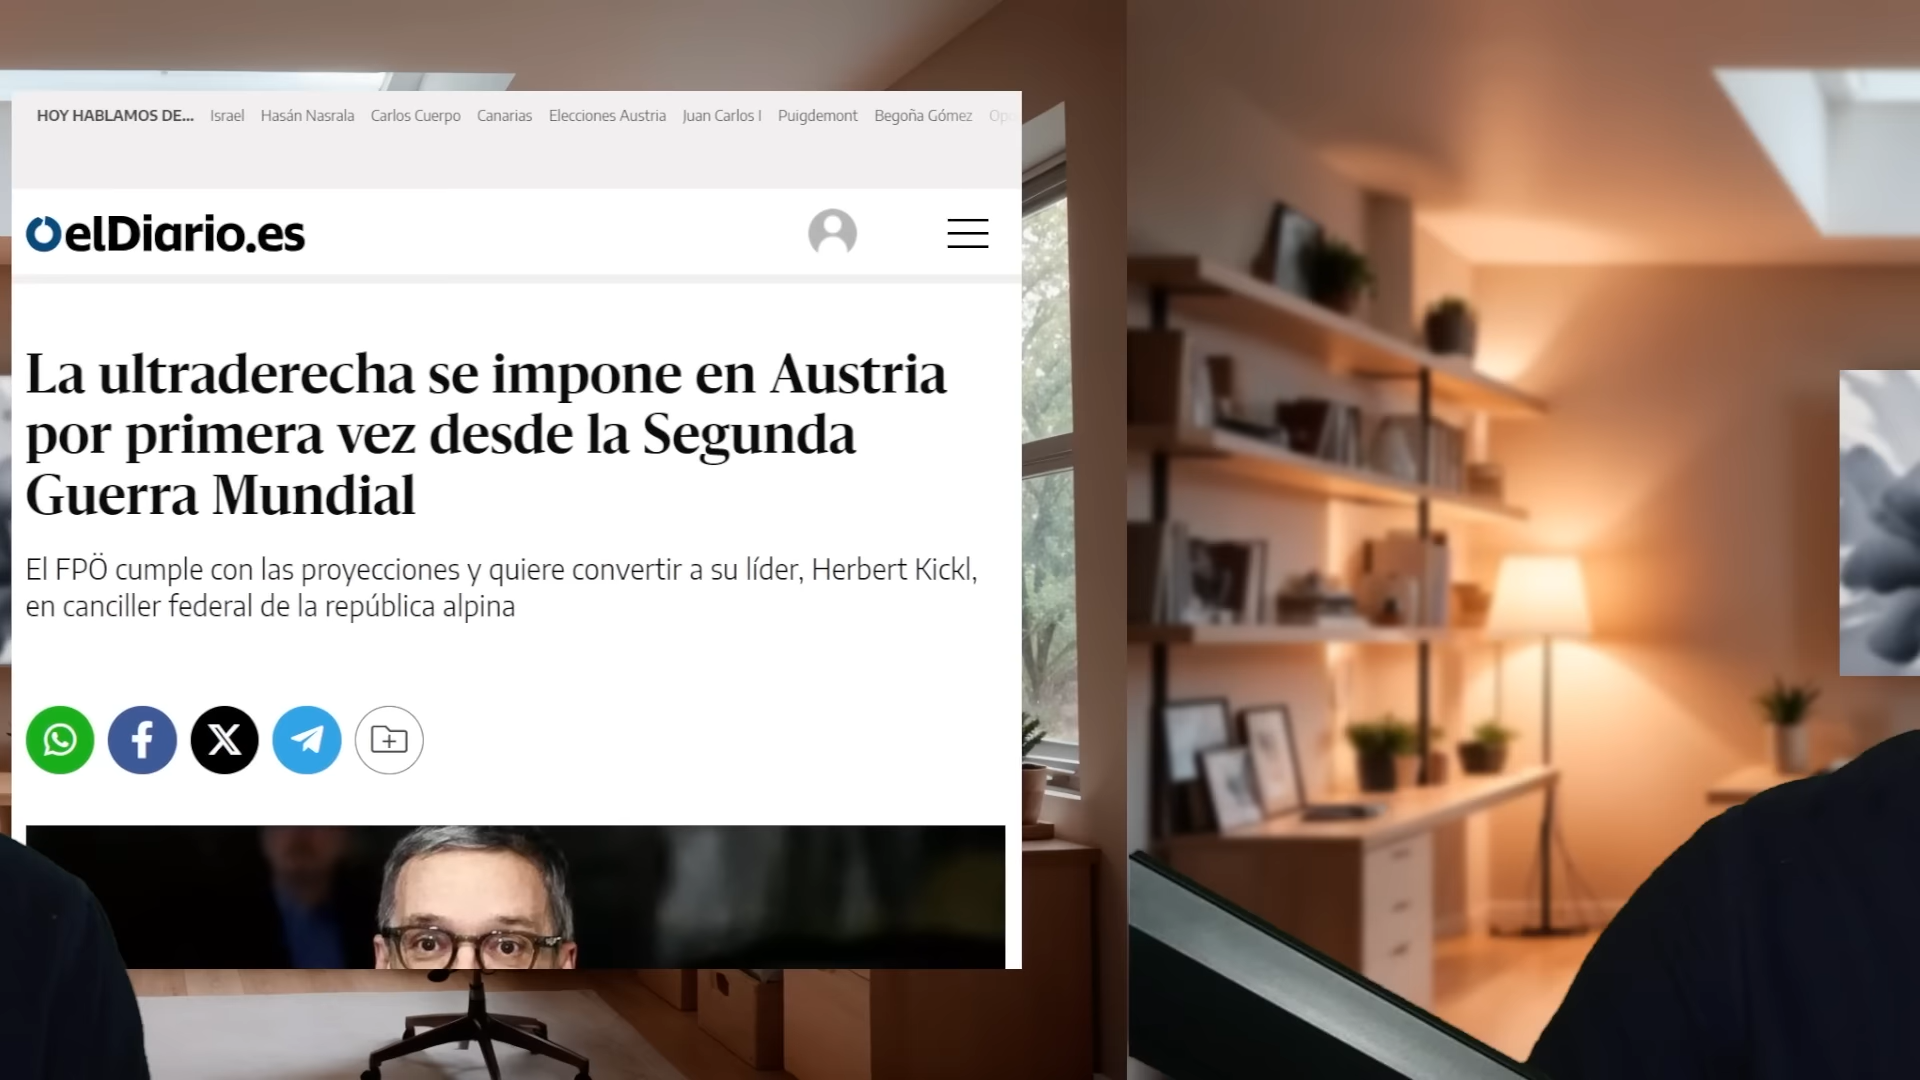 HOY HABLAMOS DE... Israel Hasán Nasrala Carlos Cuerpo Canarias Elecciones Austria Juan Carlos I Puigdemont Begoña Gómez
elDiario.es
La ultraderecha se impone en Austria
por primera vez desde la Segunda
Guerra Mundial
El FPÖ cumple con las proyecciones y quiere convertir a su líder, Herbert Kickl,
en canciller federal de la república alpina